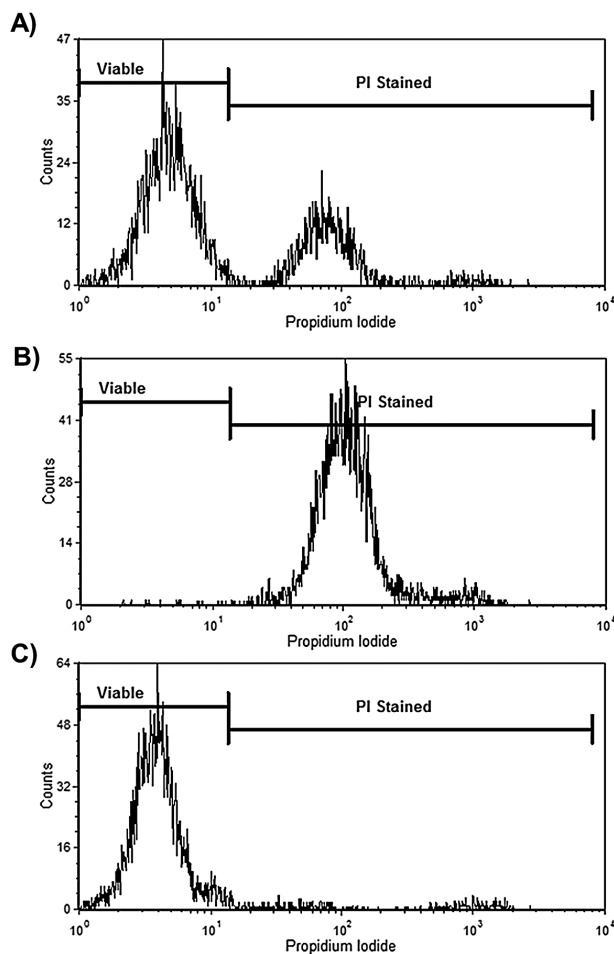 A)
47
Viable
PI Stained
35
24
12
0
Counts
10⁰ 10¹ 10² 10³ 10⁴
Propidium Iodide
B)
55
Viable
PI Stained
41
28
14
0
Counts
10⁰ 10¹ 10² 10³ 10⁴
Propidium Iodide
C)
64
Viable
PI Stained
48
32
16
0
Counts
10⁰ 10¹ 10² 10³ 10⁴
Propidium Iodide